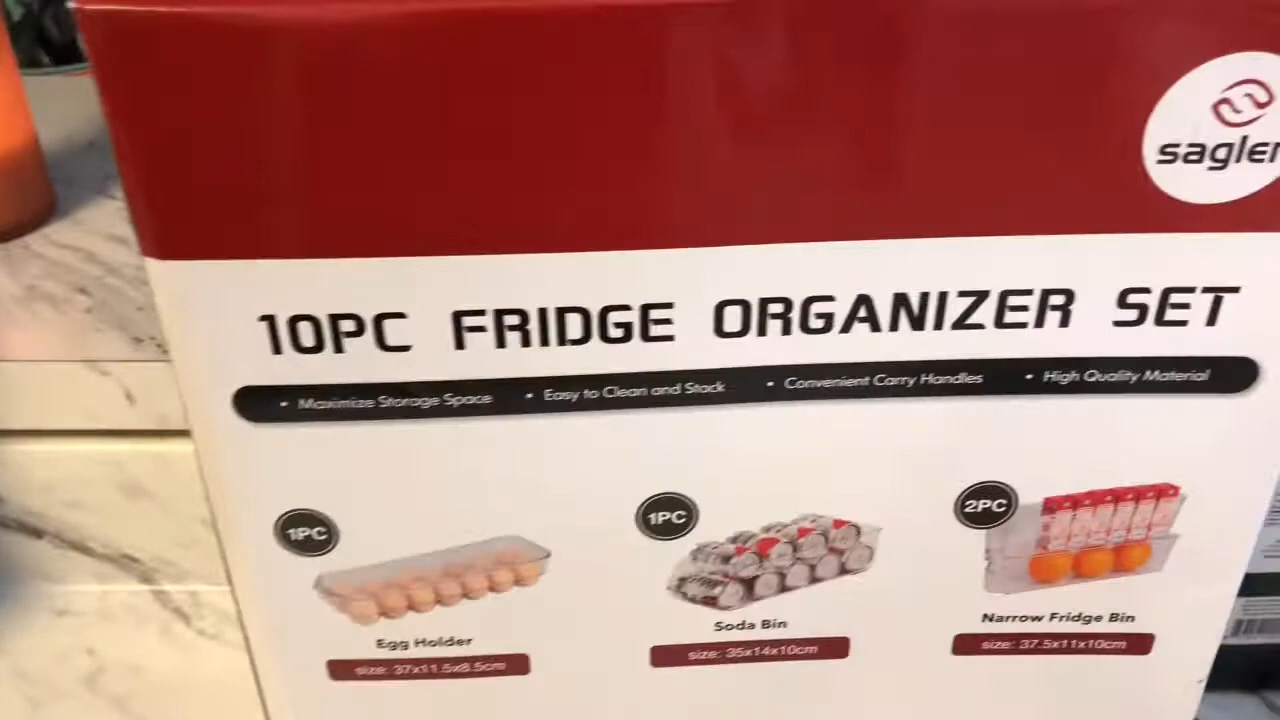 sagler
10PC FRIDGE ORGANIZER SET
• Maximize Storage Space • Easy to Clean and Stack • Convenient Carry Handles • High Quality Material
1PC 1PC 2PC
Egg Holder Soda Bin Narrow Fridge Bin
size: 37x11.5x8.5cm size: 35x14x10cm size: 37.5x11x10cm